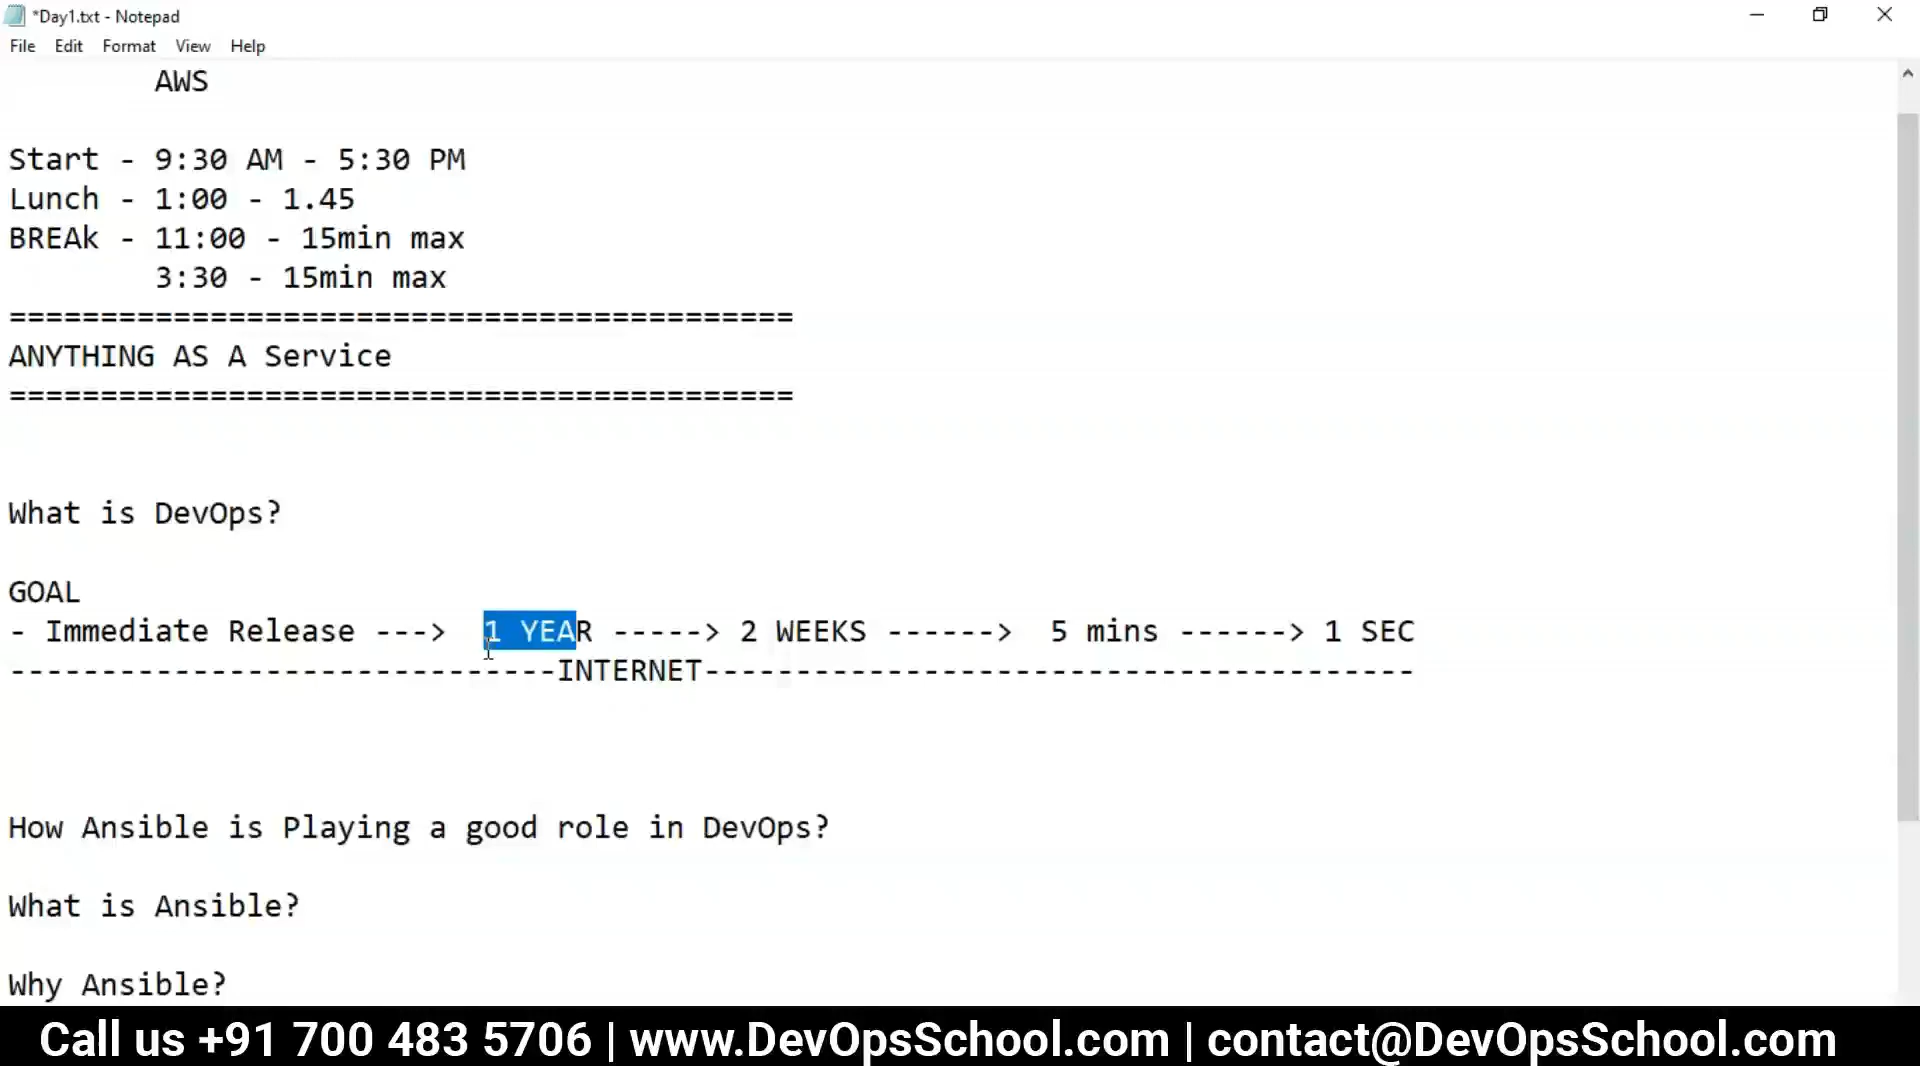 *Day1.txt - Notepad
File Edit Format View Help
AWS
Start - 9:30 AM - 5:30 PM
Lunch - 1:00 - 1.45
BREAk - 11:00 - 15min max
3:30 - 15min max
===========================================
ANYTHING AS A Service
===========================================
What is DevOps?
GOAL
- Immediate Release ---> 1 YEAR -----> 2 WEEKS ------> 5 mins ------> 1 SEC
------------------------------INTERNET---------------------------------------
How Ansible is Playing a good role in DevOps?
What is Ansible?
Why Ansible?
Call us +91 700 483 5706 | www.DevOpsSchool.com | contact@DevOpsSchool.com